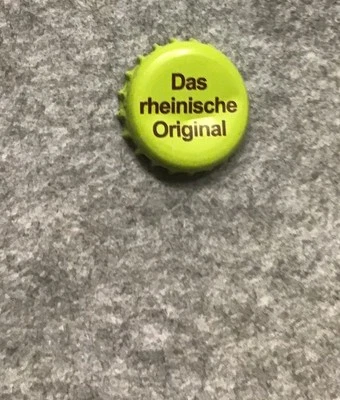 Das
rheinische
Original